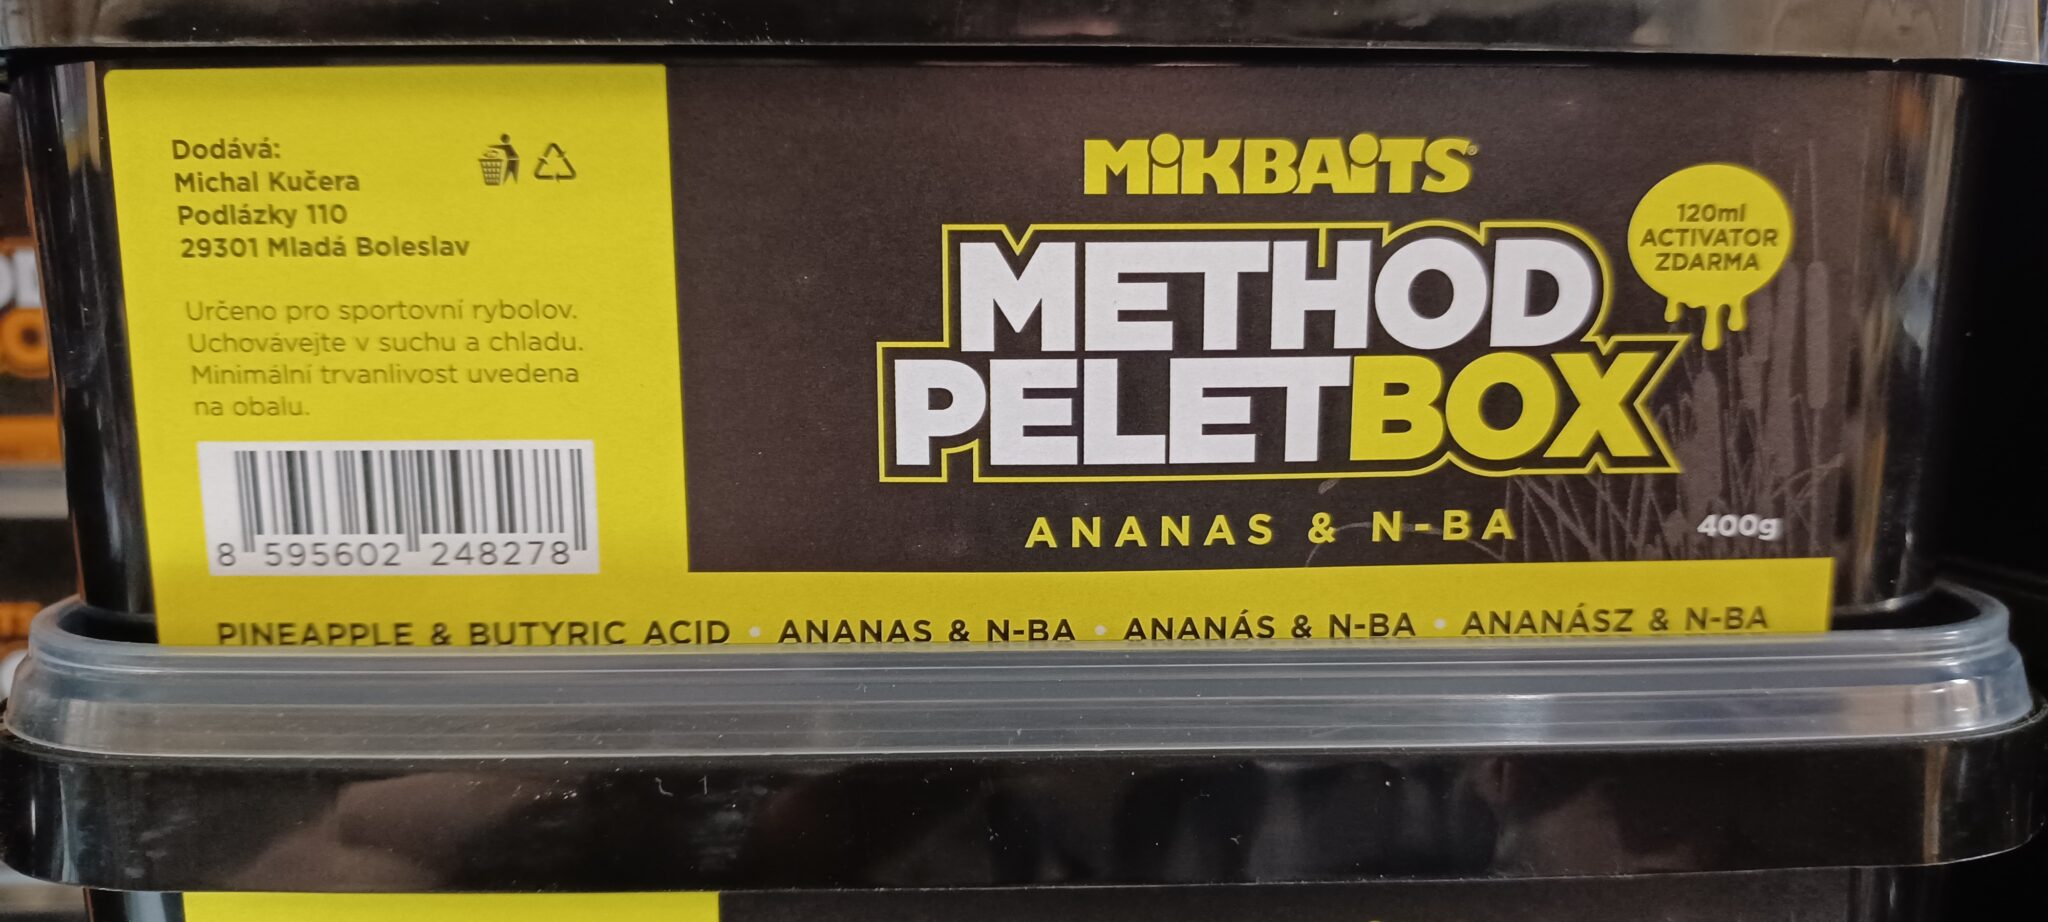 Dodává:
Michal Kučera
Podlázky 110
29301 Mladá Boleslav
Určeno pro sportovní rybolov.
Uchovávejte v suchu a chladu.
Minimální trvanlivost uvedena
na obalu.
8 595602 248278
MiKBAiTS®
METHOD
PELETBOX
120ml
ACTIVATOR
ZDARMA
ANANAS & N-BA
400g
PINEAPPLE & BUTYRIC ACID • ANANAS & N-BA • ANANÁS & N-BA • ANANÁSZ & N-BA